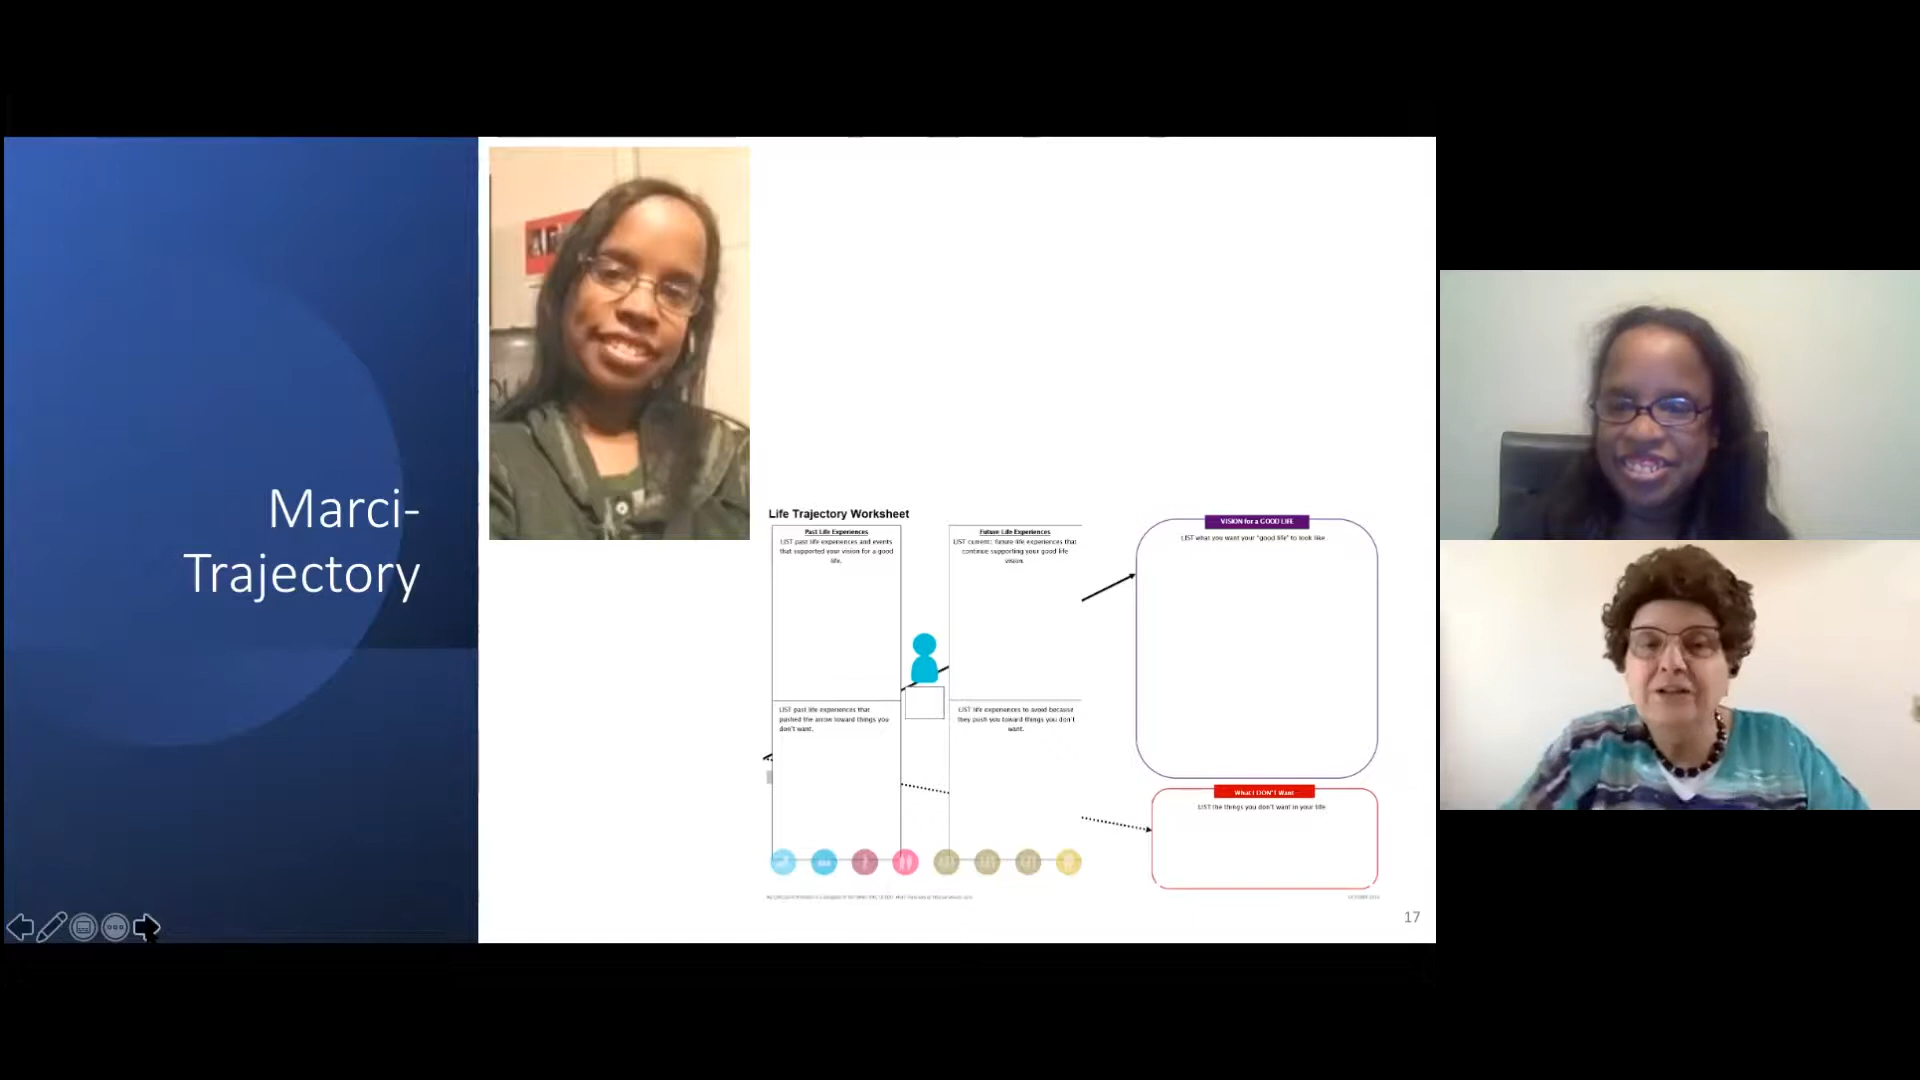 Marci-
Trajectory
Life Trajectory Worksheet
Past Life Experiences
LIST past life experiences and events
that supported your vision for a good
life.
Future Life Experiences
LIST current: future life experiences that
continue supporting your good life
vision.
VISION for a GOOD LIFE
LIST what you want your "good life" to look like
LIST past life experiences that
pushed the arrow toward things you
don't want.
LIST life experiences to avoid because
they push you toward things you don't
want.
What I DON'T Want
LIST the things you don't want in your life
17